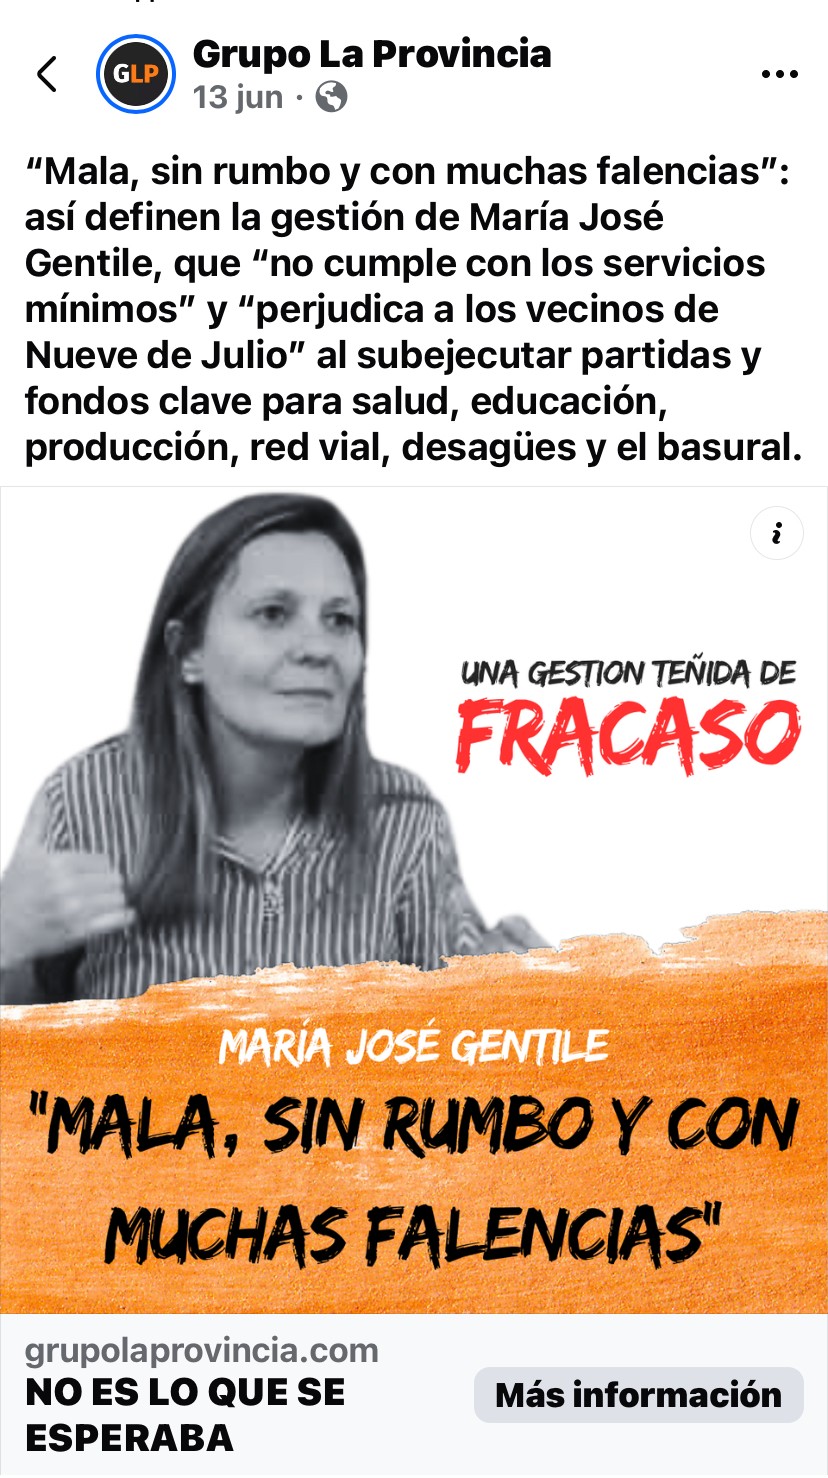 Grupo La Provincia
GLP
13 jun ·
“Mala, sin rumbo y con muchas falencias”:
así definen la gestión de María José
Gentile, que “no cumple con los servicios
mínimos” y “perjudica a los vecinos de
Nueve de Julio” al subejecutar partidas y
fondos clave para salud, educación,
producción, red vial, desagües y el basural.
i
UNA GESTION TEÑIDA DE
FRACASO
MARÍA JOSÉ GENTILE
"MALA, SIN RUMBO Y CON
MUCHAS FALENCIAS"
grupolaprovincia.com
NO ES LO QUE SE
ESPERABA
Más información